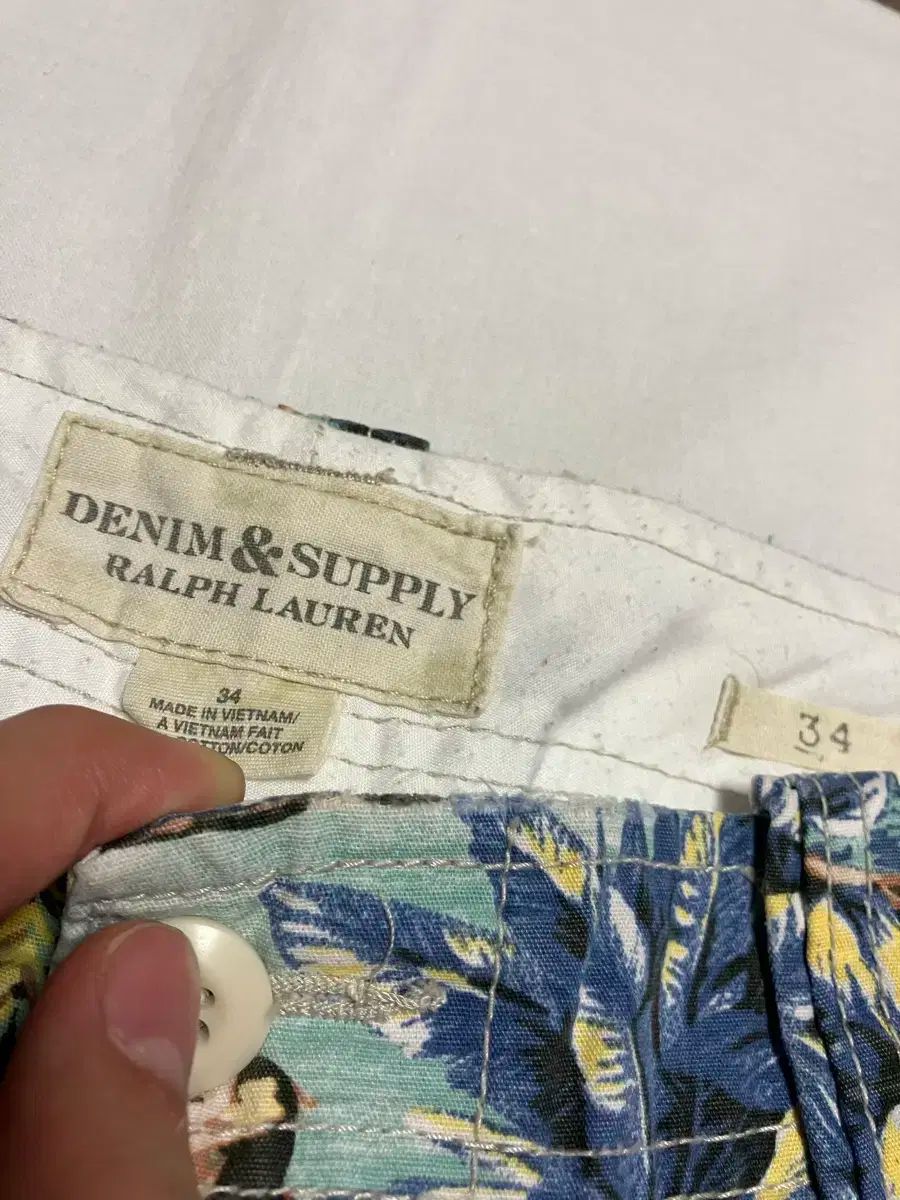 DENIM & SUPPLY
RALPH LAUREN
34
MADE IN VIETNAM/
A VIETNAM FAIT
COTTON/COTON
34